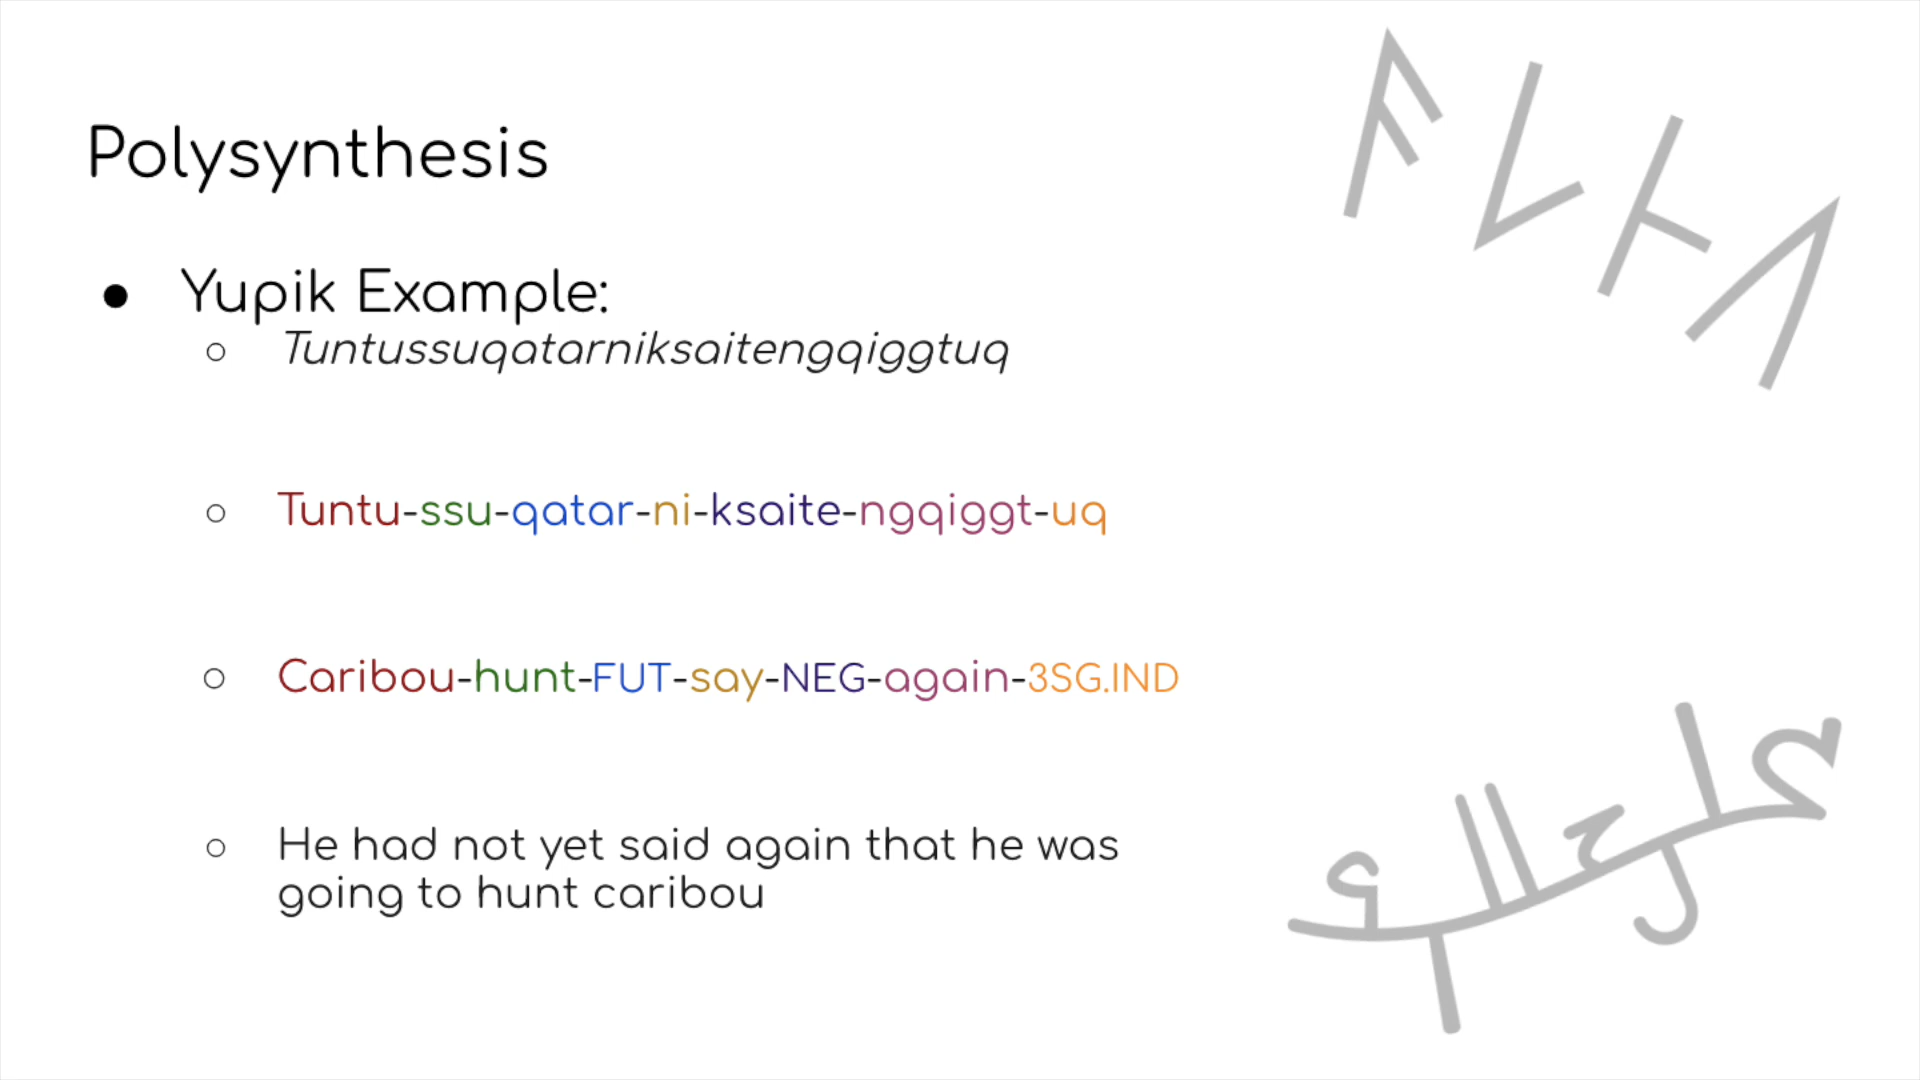 Polysynthesis
● Yupik Example:
○ Tuntussuqatarniksaitengqiggtuq
○ Tuntu-ssu-qatar-ni-ksaite-ngqiggt-uq
○ Caribou-hunt-FUT-say-NEG-again-3SG.IND
○ He had not yet said again that he was
going to hunt caribou